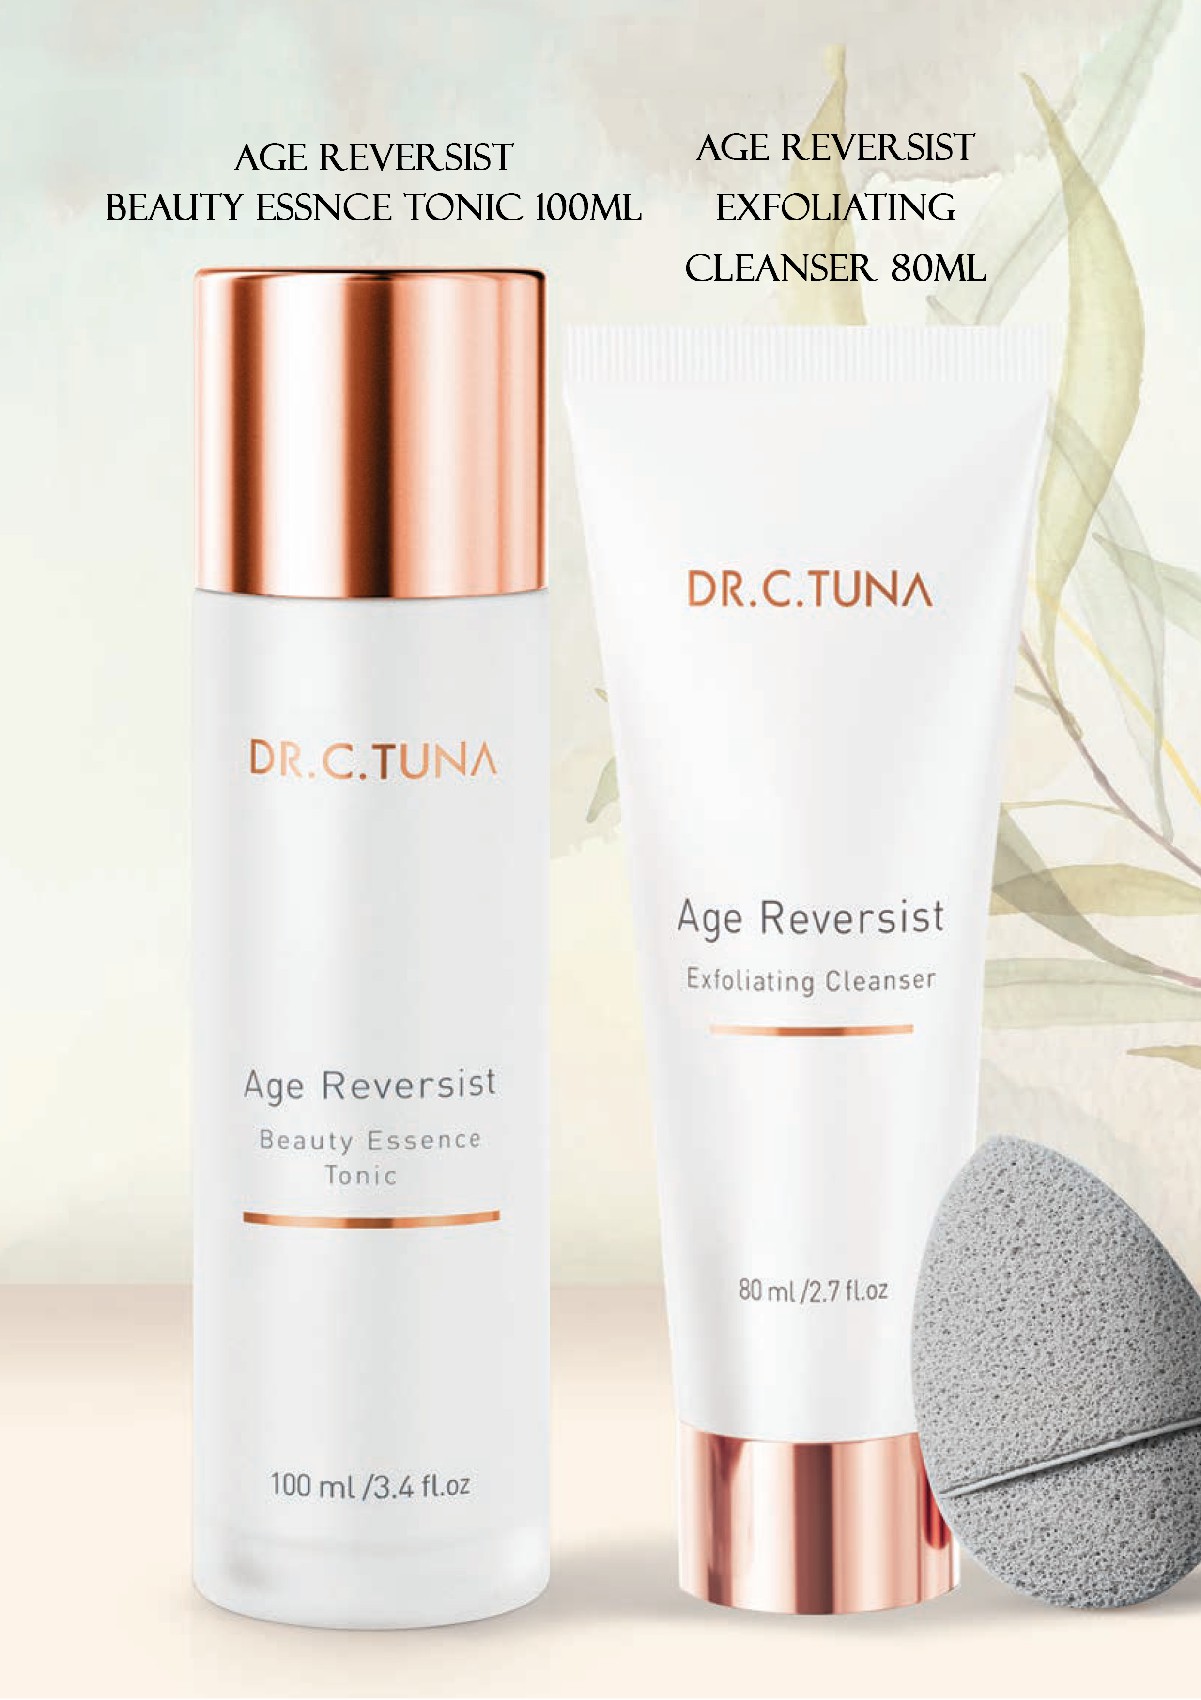 AGE REVERSIST
BEAUTY ESSNCE TONIC 100ML
AGE REVERSIST
EXFOLIATING
CLEANSER 80ML
DR.C.TUNA
Age Reversist
Beauty Essence
Tonic
100 ml /3.4 fl.oz
DR.C.TUNA
Age Reversist
Exfoliating Cleanser
80 ml /2.7 fl.oz